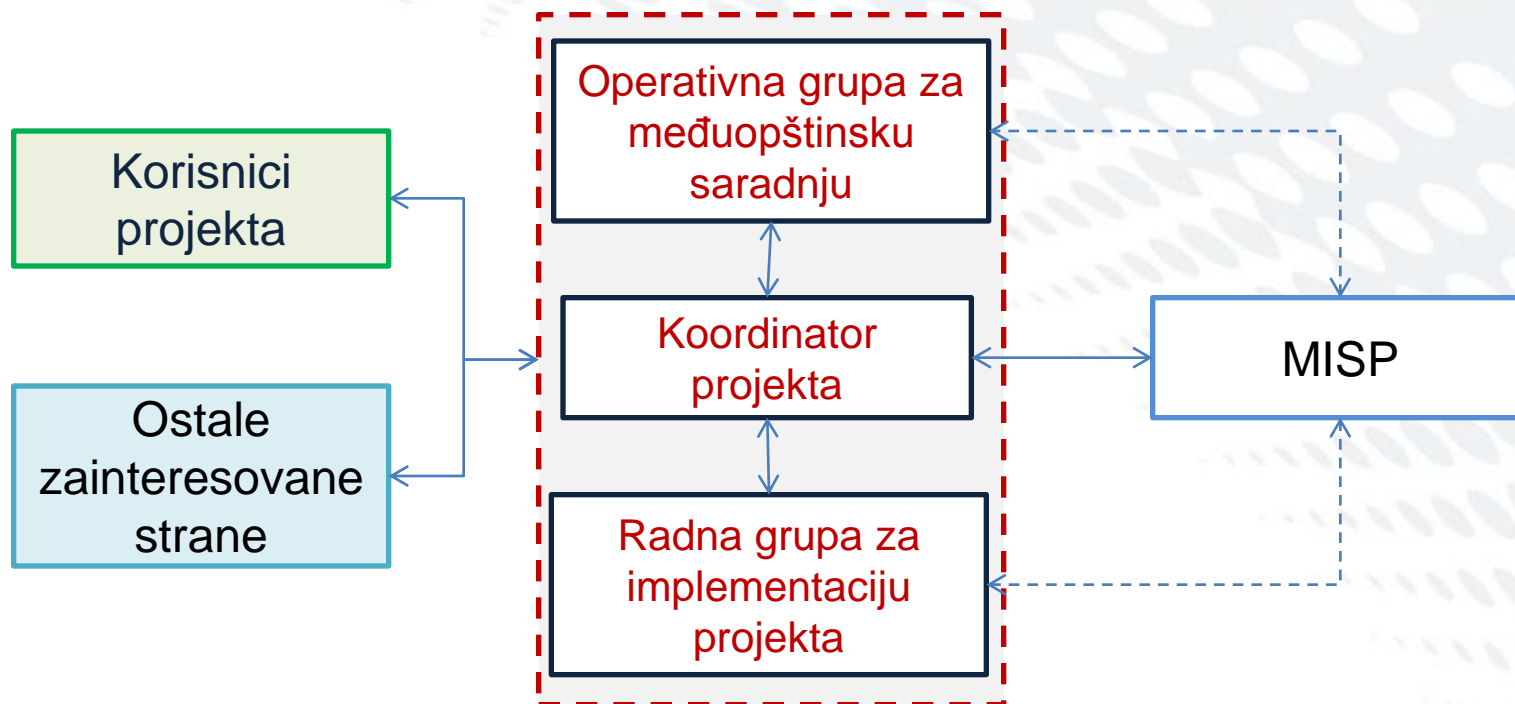 Operativna grupa za
međuopštinsku
saradnju
Korisnici
projekta
Koordinator
projekta
MISP
Ostale
zainteresovane
strane
Radna grupa za
implementaciju
projekta